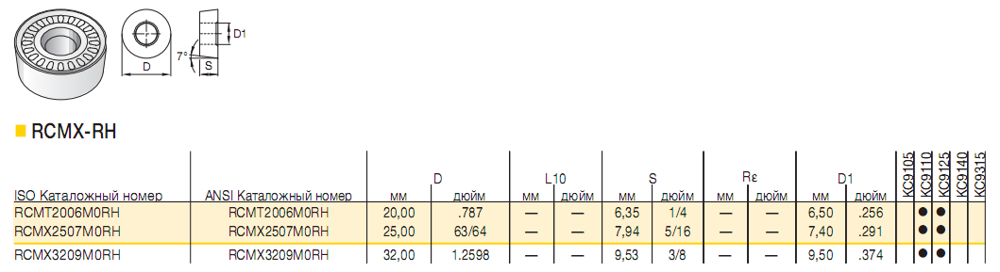 D1
7°
D
S
RCMX-RH
D L10 S Rε D1 KC9105 KC9110 KC9125 KC9140 KC9315
ISO Каталожный номер ANSI Каталожный номер мм дюйм мм дюйм мм дюйм мм дюйм мм дюйм
RCMT2006M0RH RCMT2006M0RH 20,00 .787 — — 6,35 1/4 — — 6,50 .256 ● ●
RCMX2507M0RH RCMX2507M0RH 25,00 63/64 — — 7,94 5/16 — — 7,40 .291 ● ●
RCMX3209M0RH RCMX3209M0RH 32,00 1.2598 — — 9,53 3/8 — — 9,50 .374 ● ●